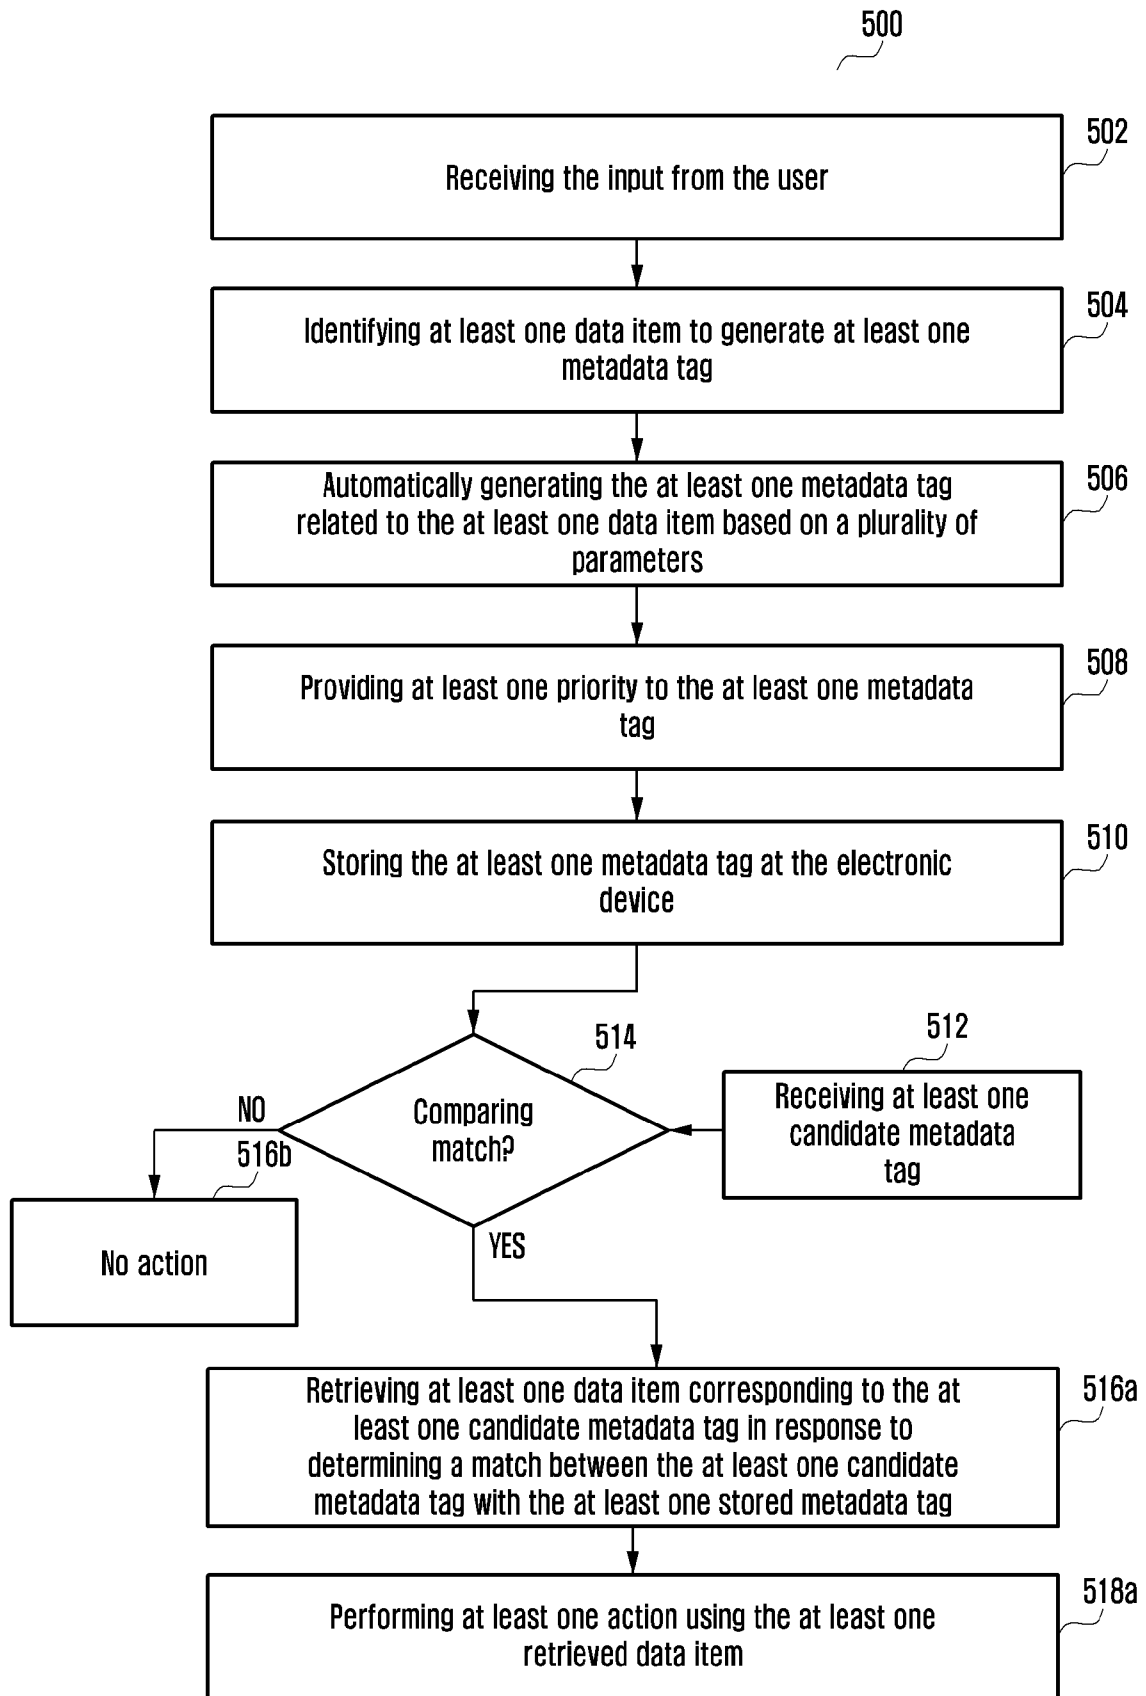 500
502
Receiving the input from the user
504
Identifying at least one data item to generate at least one
metadata tag
506
Automatically generating the at least one metadata tag
related to the at least one data item based on a plurality of
parameters
508
Providing at least one priority to the at least one metadata
tag
510
Storing the at least one metadata tag at the electronic
device
512
514
Receiving at least one
candidate metadata
tag
Comparing
match?
NO
516b
No action
YES
516a
Retrieving at least one data item corresponding to the at
least one candidate metadata tag in response to
determining a match between the at least one candidate
metadata tag with the at least one stored metadata tag
518a
Performing at least one action using the at least one
retrieved data item